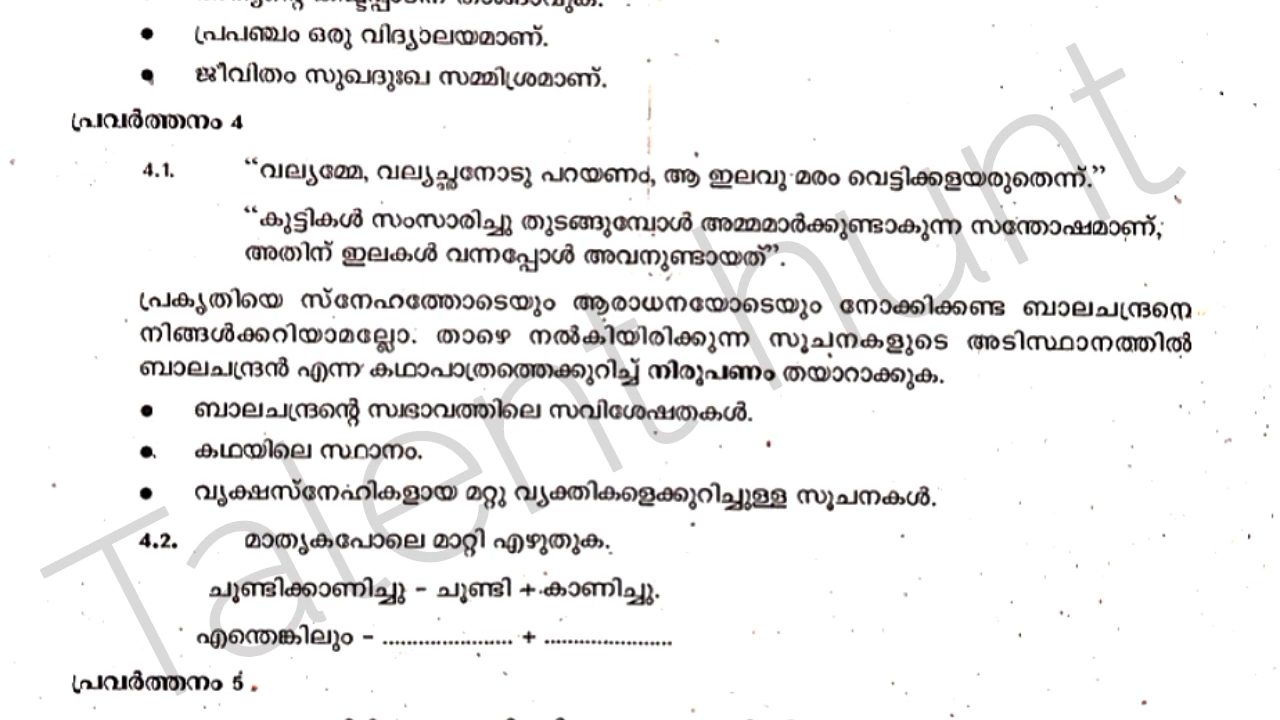 പ്രപഞ്ചം ഒരു വിദ്യാലയമാണ്.
ജീവിതം സുഖദുഃഖ സമ്മിശ്രമാണ്.
പ്രവർത്തനം 4
4.1. “വല്യമ്മേ, വല്യച്ഛനോടു പറയണം, ആ ഇലവു മരം വെട്ടിക്കളയരുതെന്ന്.”
“കുട്ടികൾ സംസാരിച്ചു തുടങ്ങുമ്പോൾ അമ്മമാർക്കുണ്ടാകുന്ന സന്തോഷമാണ്,
അതിന് ഇലകൾ വന്നപ്പോൾ അവനുണ്ടായത്”.
പ്രകൃതിയെ സ്നേഹത്തോടെയും ആരാധനയോടെയും നോക്കിക്കണ്ട ബാലചന്ദ്രനെ
നിങ്ങൾക്കറിയാമല്ലോ. താഴെ നൽകിയിരിക്കുന്ന സൂചനകളുടെ അടിസ്ഥാനത്തിൽ
ബാലചന്ദ്രൻ എന്ന കഥാപാത്രത്തെക്കുറിച്ച് നിരൂപണം തയാറാക്കുക.
ബാലചന്ദ്രന്റെ സ്വഭാവത്തിലെ സവിശേഷതകൾ.
കഥയിലെ സ്ഥാനം.
വൃക്ഷസ്നേഹികളായ മറ്റു വ്യക്തികളെക്കുറിച്ചുള്ള സൂചനകൾ.
4.2. മാതൃകപോലെ മാറ്റി എഴുതുക.
ചൂണ്ടിക്കാണിച്ചു - ചൂണ്ടി + കാണിച്ചു.
എന്തെങ്കിലും - ...................... + ......................
പ്രവർത്തനം 5
Talent hunt